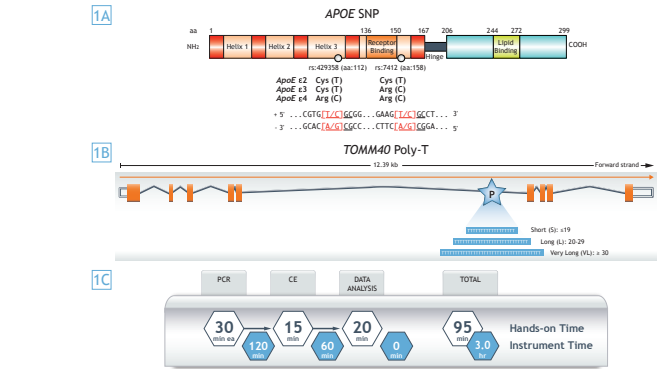 1A
APOE SNP
aa 1 136 150 167 206 244 272 299
NH₂ Helix 1 Helix 2 Helix 3 Receptor Binding Hinge Lipid Binding COOH
rs:429358 (aa:112) rs:7412 (aa:158)
ApoE ε2 Cys (T) Cys (T)
ApoE ε3 Cys (T) Arg (C)
ApoE ε4 Arg (C) Arg (C)
+ 5' ...CGTG[T/C]GCGG...GAAG[T/C]GCCT... 3'
- 3' ...GCAC[A/G]CGCC...CTTC[A/G]CGGA... 5'
1B
TOMM40 Poly-T
12.39 kb Forward strand
P
Short (S): ≤19
Long (L): 20-29
Very Long (VL): ≥ 30
1C
PCR CE DATA ANALYSIS TOTAL
30 min ea 15 min 20 min 95 min Hands-on Time
120 min 60 min 0 min 3.0 hr Instrument Time